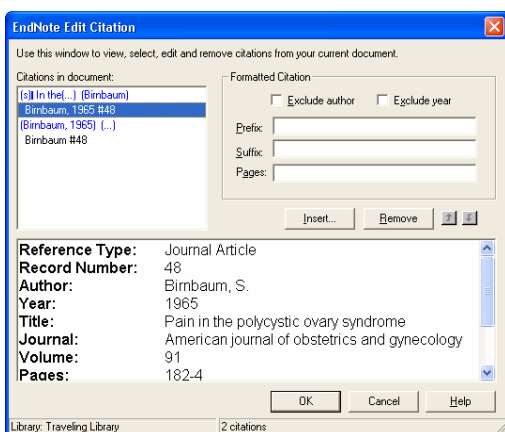 EndNote Edit Citation
Use this window to view, select, edit and remove citations from your current document.
Citations in document:
(s) In the(...) (Birnbaum)
Birnbaum, 1965 #48
(Birnbaum, 1965) (...)
Birnbaum #48
Formatted Citation
Exclude author Exclude year
Prefix:
Suffix:
Pages:
Insert... Remove
Reference Type: Journal Article
Record Number: 48
Author: Birnbaum, S.
Year: 1965
Title: Pain in the polycystic ovary syndrome
Journal: American journal of obstetrics and gynecology
Volume: 91
Pages: 182-4
OK Cancel Help
Library: Traveling Library 2 citations